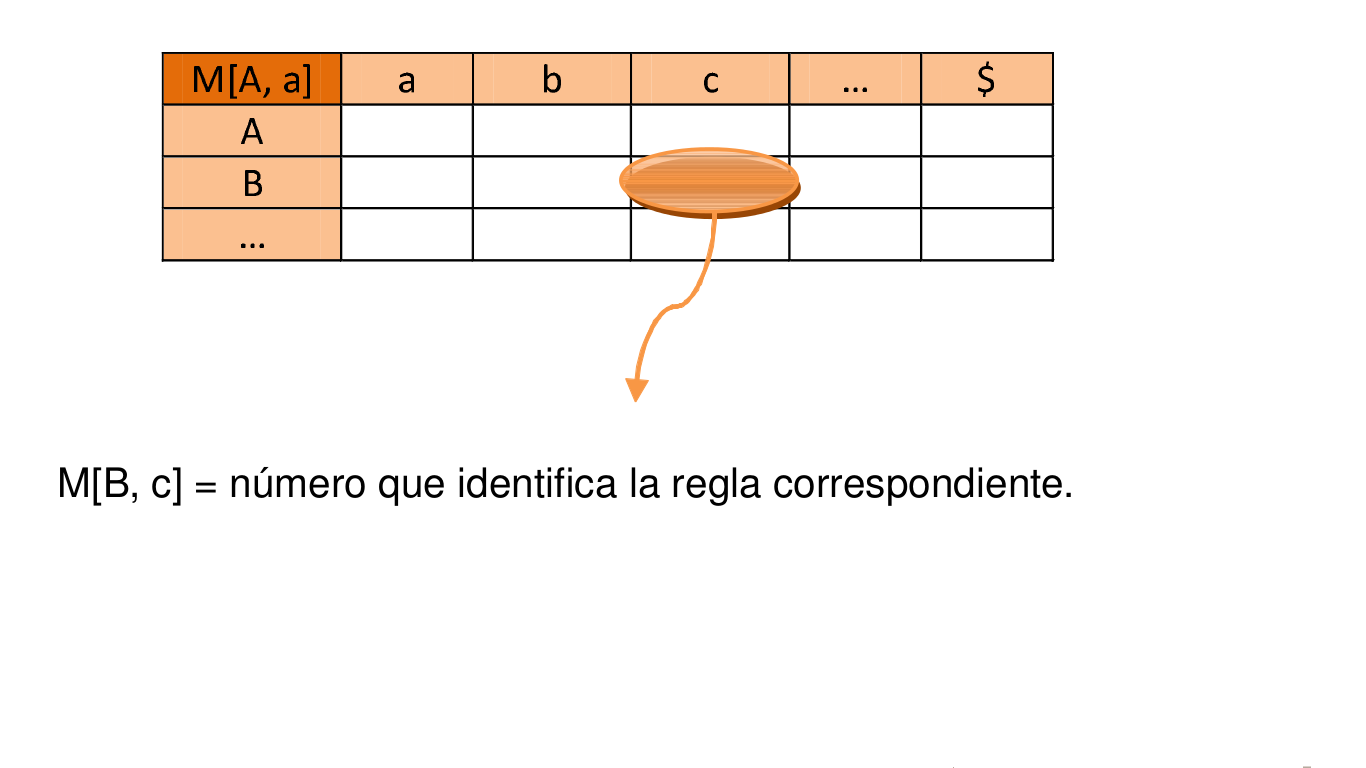 M[A, a] a b c ... $
A
B
...
M[B, c] = número que identifica la regla correspondiente.